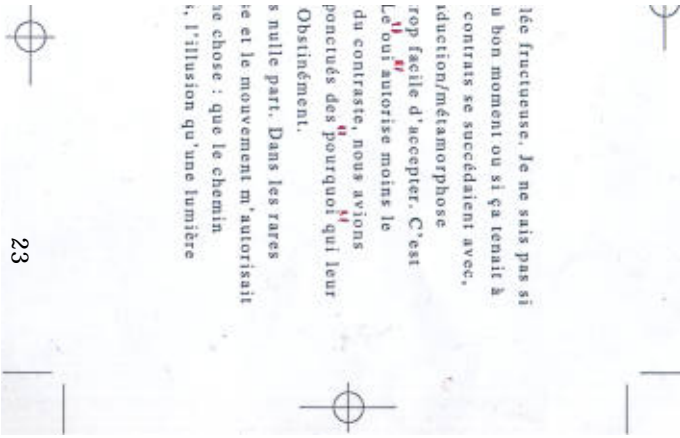 lée fructueuse. Je ne sais pas si
u bon moment ou si ça tenait à
contrats se succédaient avec,
duction/métamorphose
rop facile d'accepter. C'est
Le oui autorise moins le
du contraste, nous avions
ponctués des pourquoi qui leur
Obstinément.
s nulle part. Dans les rares
se et le mouvement m'autorisait
ne chose : que le chemin
, l'illusion qu'une lumière
23